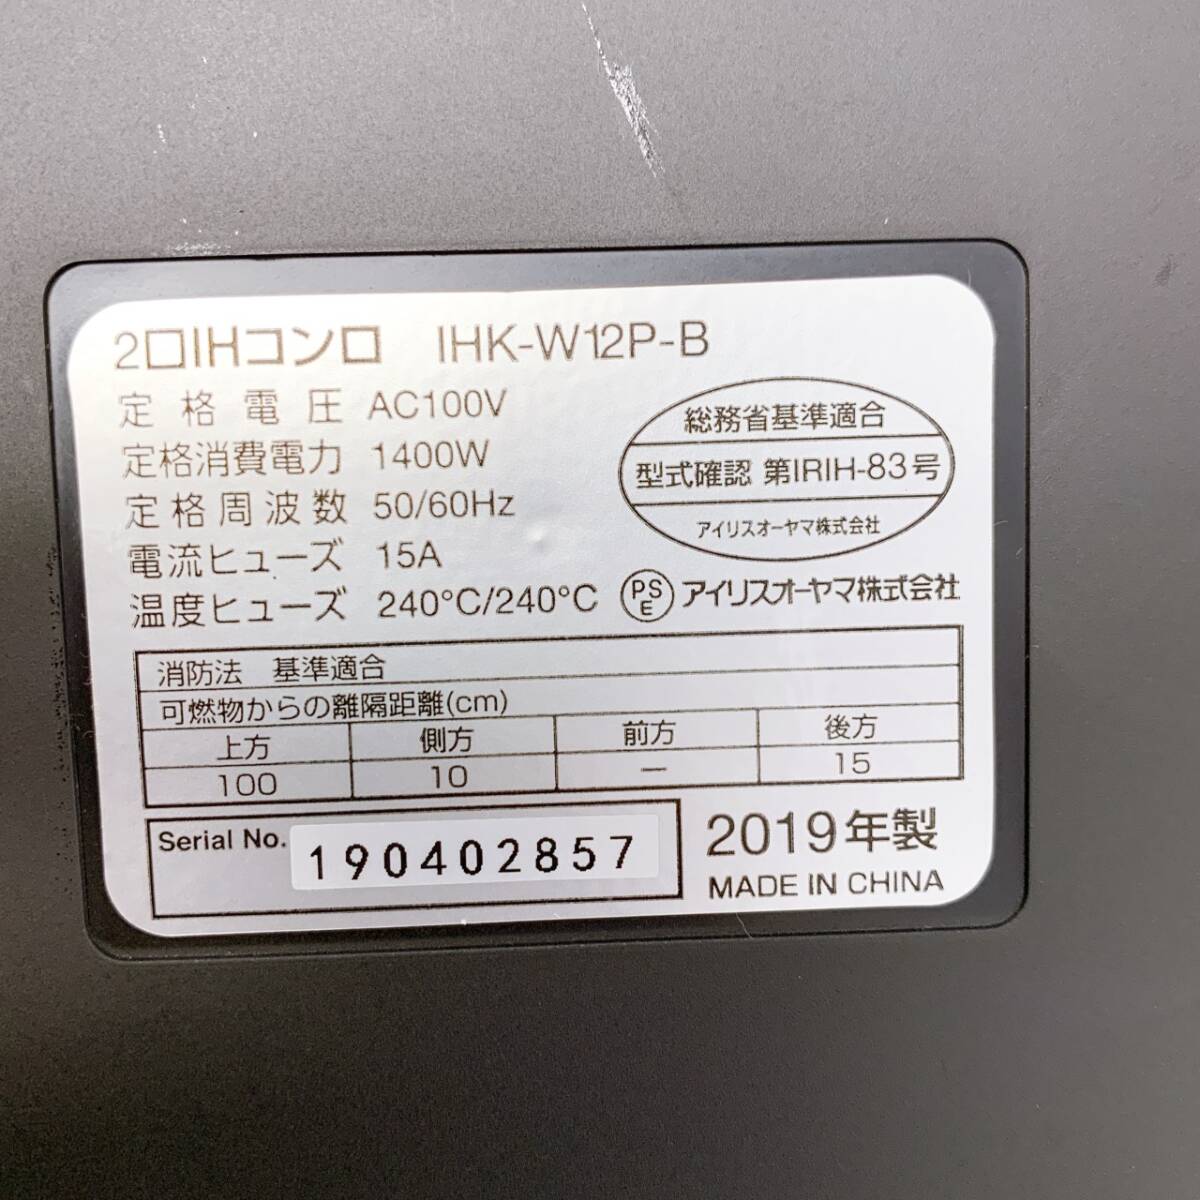 2口IHコンロ IHK-W12P-B
定格電圧 AC100V
定格消費電力 1400W
定格周波数 50/60Hz
電流ヒューズ 15A
温度ヒューズ 240°C/240°C
総務省基準適合
型式確認 第IRIH-83号
アイリスオーヤマ株式会社
PSE アイリスオーヤマ株式会社
消防法 基準適合
可燃物からの離隔距離(cm)
上方 側方 前方 後方
100 10 － 15
Serial No. 190402857
2019年製
MADE IN CHINA